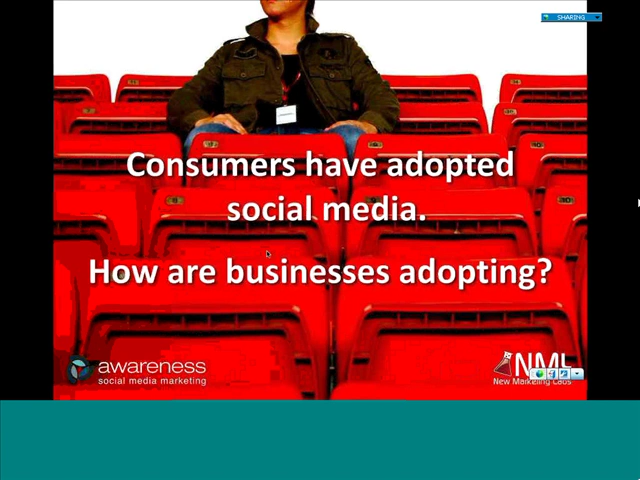 SHARING
Consumers have adopted
social media.
How are businesses adopting?
awareness
social media marketing
NML
New Marketing Labs